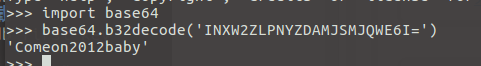 >>> import base64
>>> base64.b32decode('INXW2ZLPNYZDAMJSMJQWE6I=')
'Comeon2012baby'
>>>